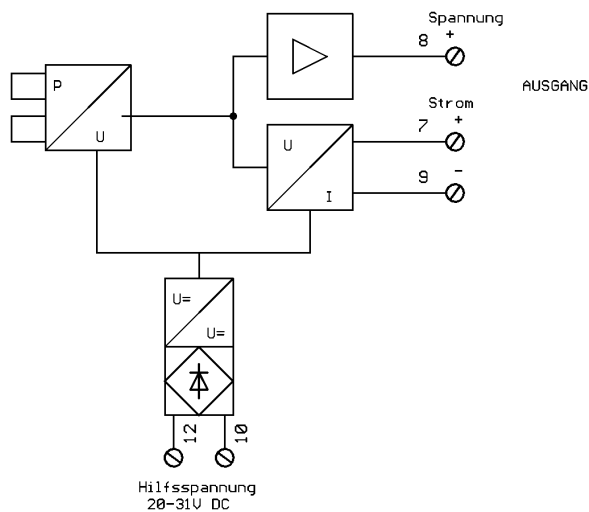 Spannung
8 +
AUSGANG
P
U
Strom
7 +
U
I
9 -
U=
U=
12
10
Hilfsspannung
20-31V DC